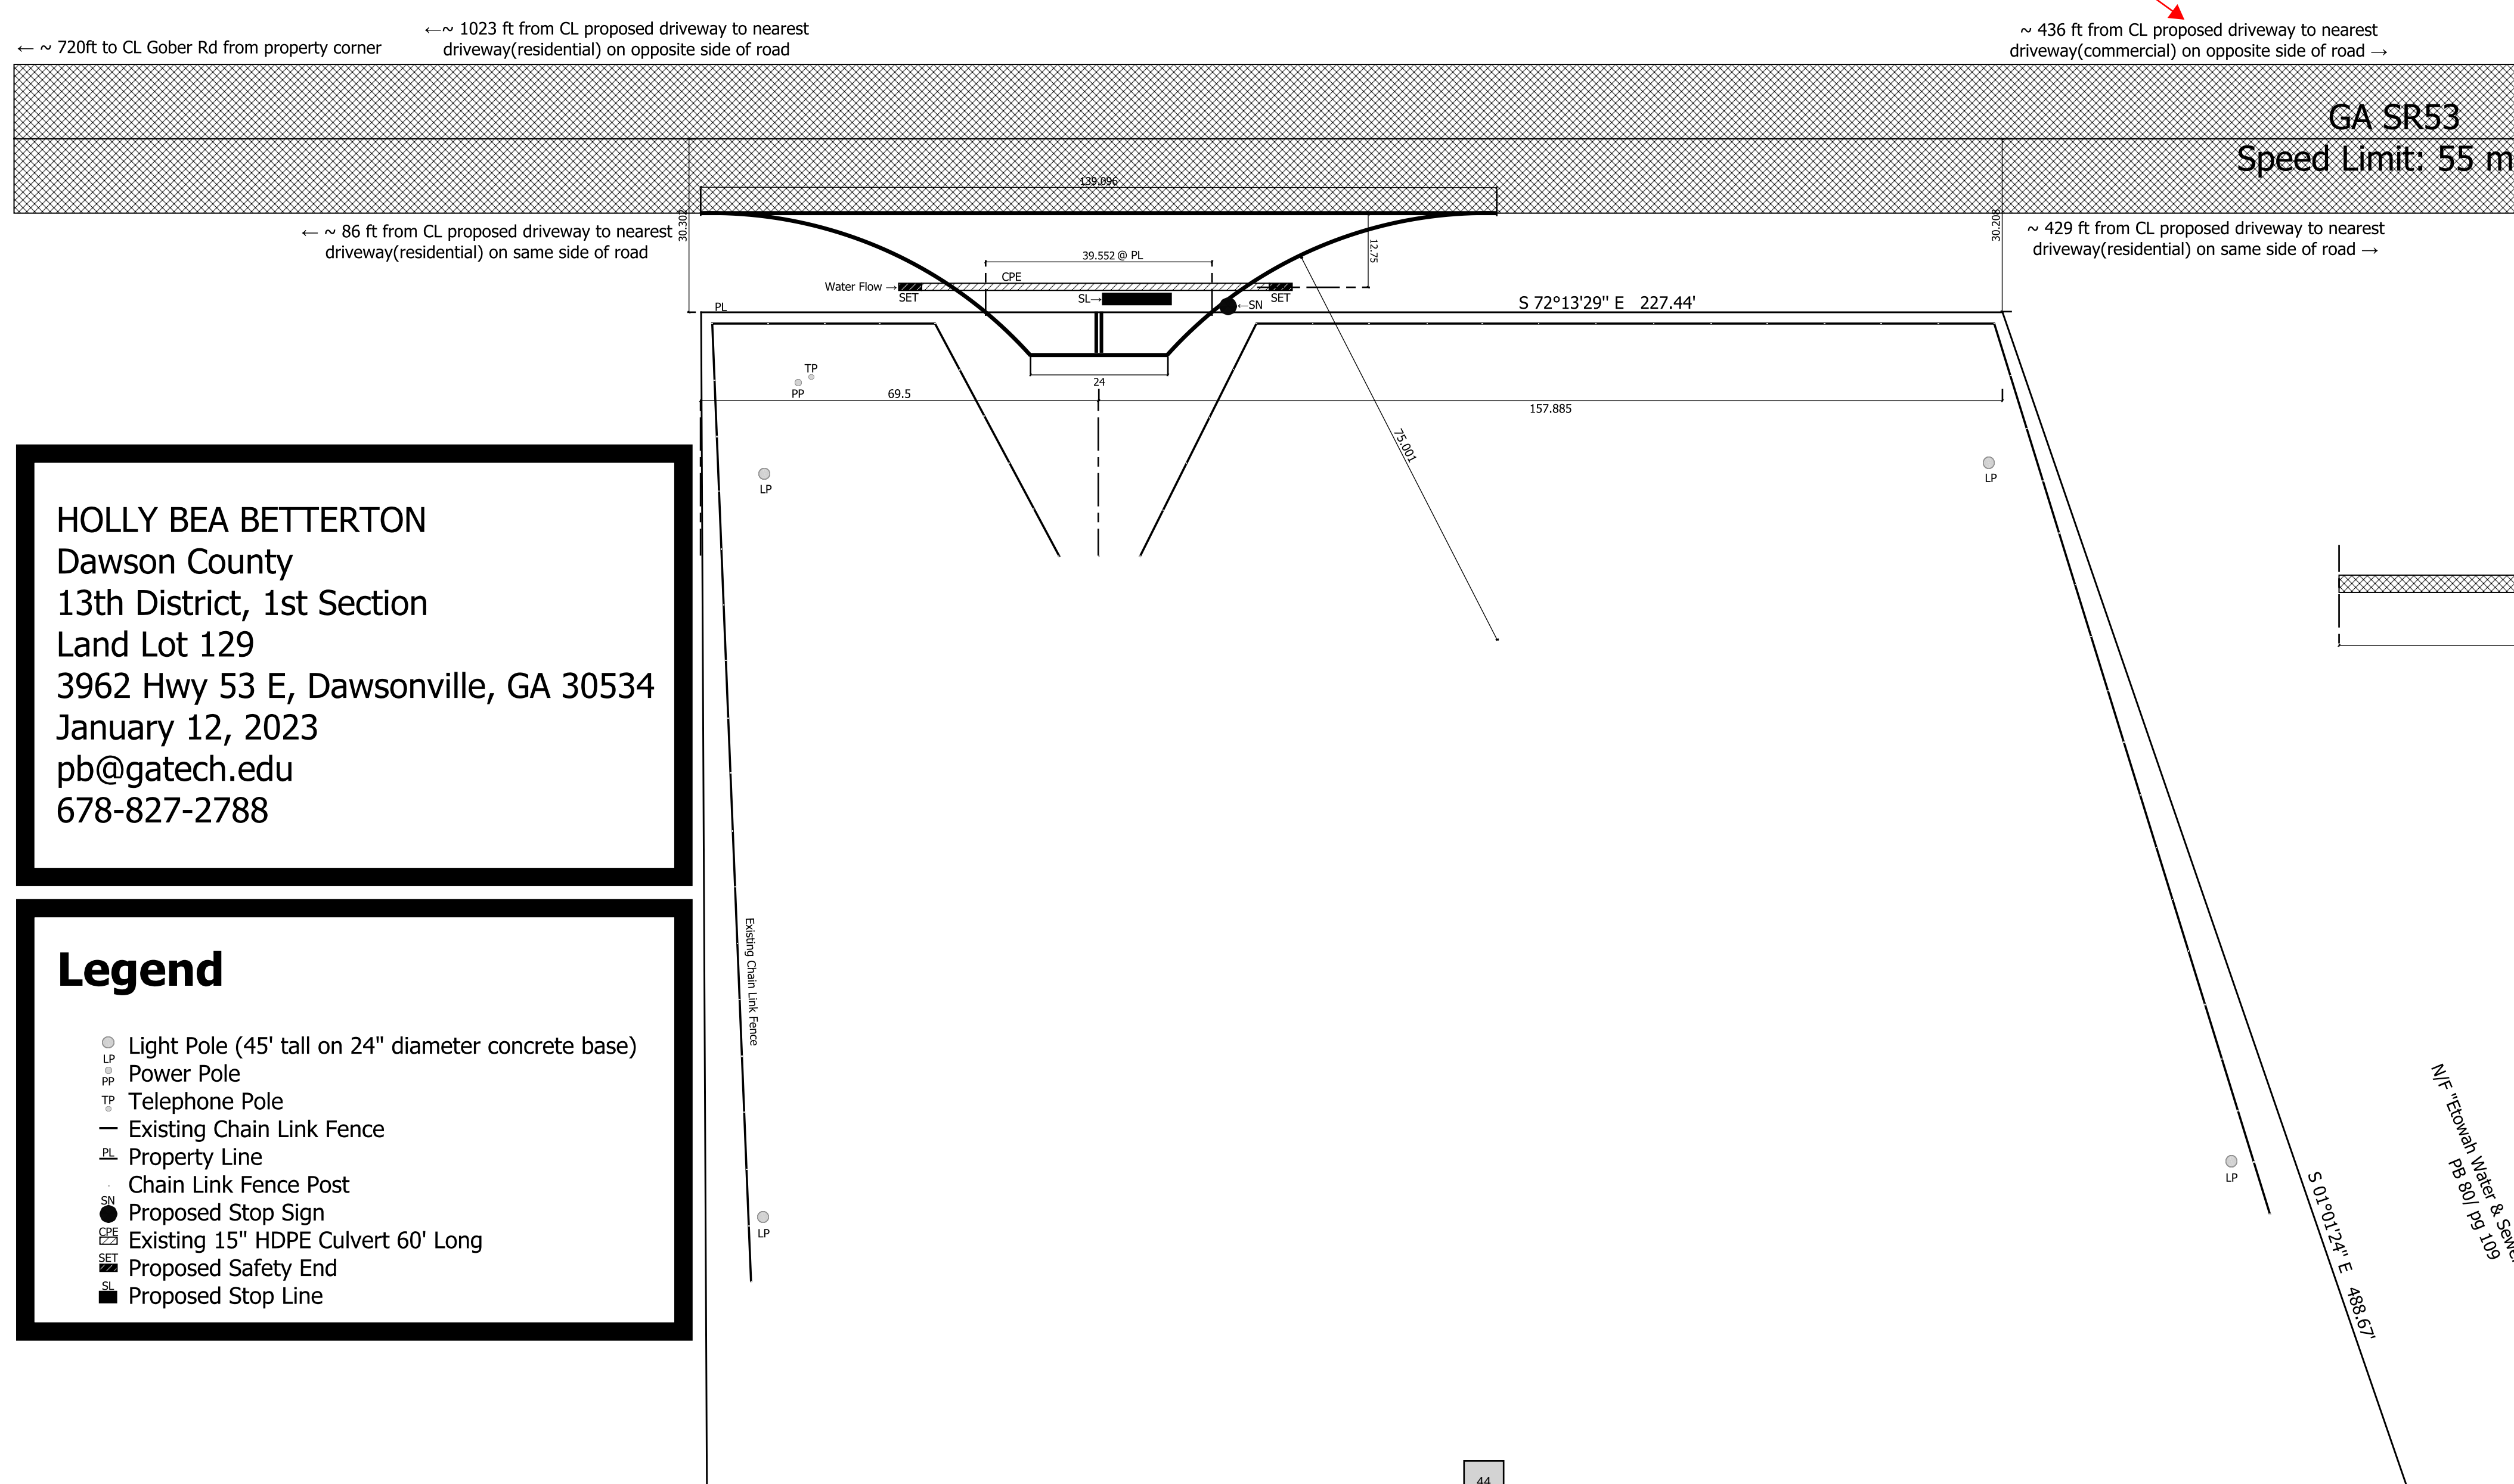 ← ~ 720ft to CL Gober Rd from property corner
←~ 1023 ft from CL proposed driveway to nearest
driveway(residential) on opposite side of road
~ 436 ft from CL proposed driveway to nearest
driveway(commercial) on opposite side of road →
GA SR53
Speed Limit: 55 m
139.096
30.302
30.203
← ~ 86 ft from CL proposed driveway to nearest
driveway(residential) on same side of road
~ 429 ft from CL proposed driveway to nearest
driveway(residential) on same side of road →
12.75
39.552 @ PL
CPE
Water Flow →
SET
SL→
SET
←SN
PL
S 72°13'29" E 227.44'
TP
PP
24
69.5
157.885
75.001
LP
LP
HOLLY BEA BETTERTON
Dawson County
13th District, 1st Section
Land Lot 129
3962 Hwy 53 E, Dawsonville, GA 30534
January 12, 2023
pb@gatech.edu
678-827-2788
Existing Chain Link Fence
Legend
LP Light Pole (45' tall on 24" diameter concrete base)
PP Power Pole
TP Telephone Pole
Existing Chain Link Fence
PL Property Line
Chain Link Fence Post
SN Proposed Stop Sign
CPE Existing 15" HDPE Culvert 60' Long
SET Proposed Safety End
SL Proposed Stop Line
LP
LP
N/F "Etowah Water & Sewe
PB 80/ pg 109
S 01°01'24" E 488.67'
44